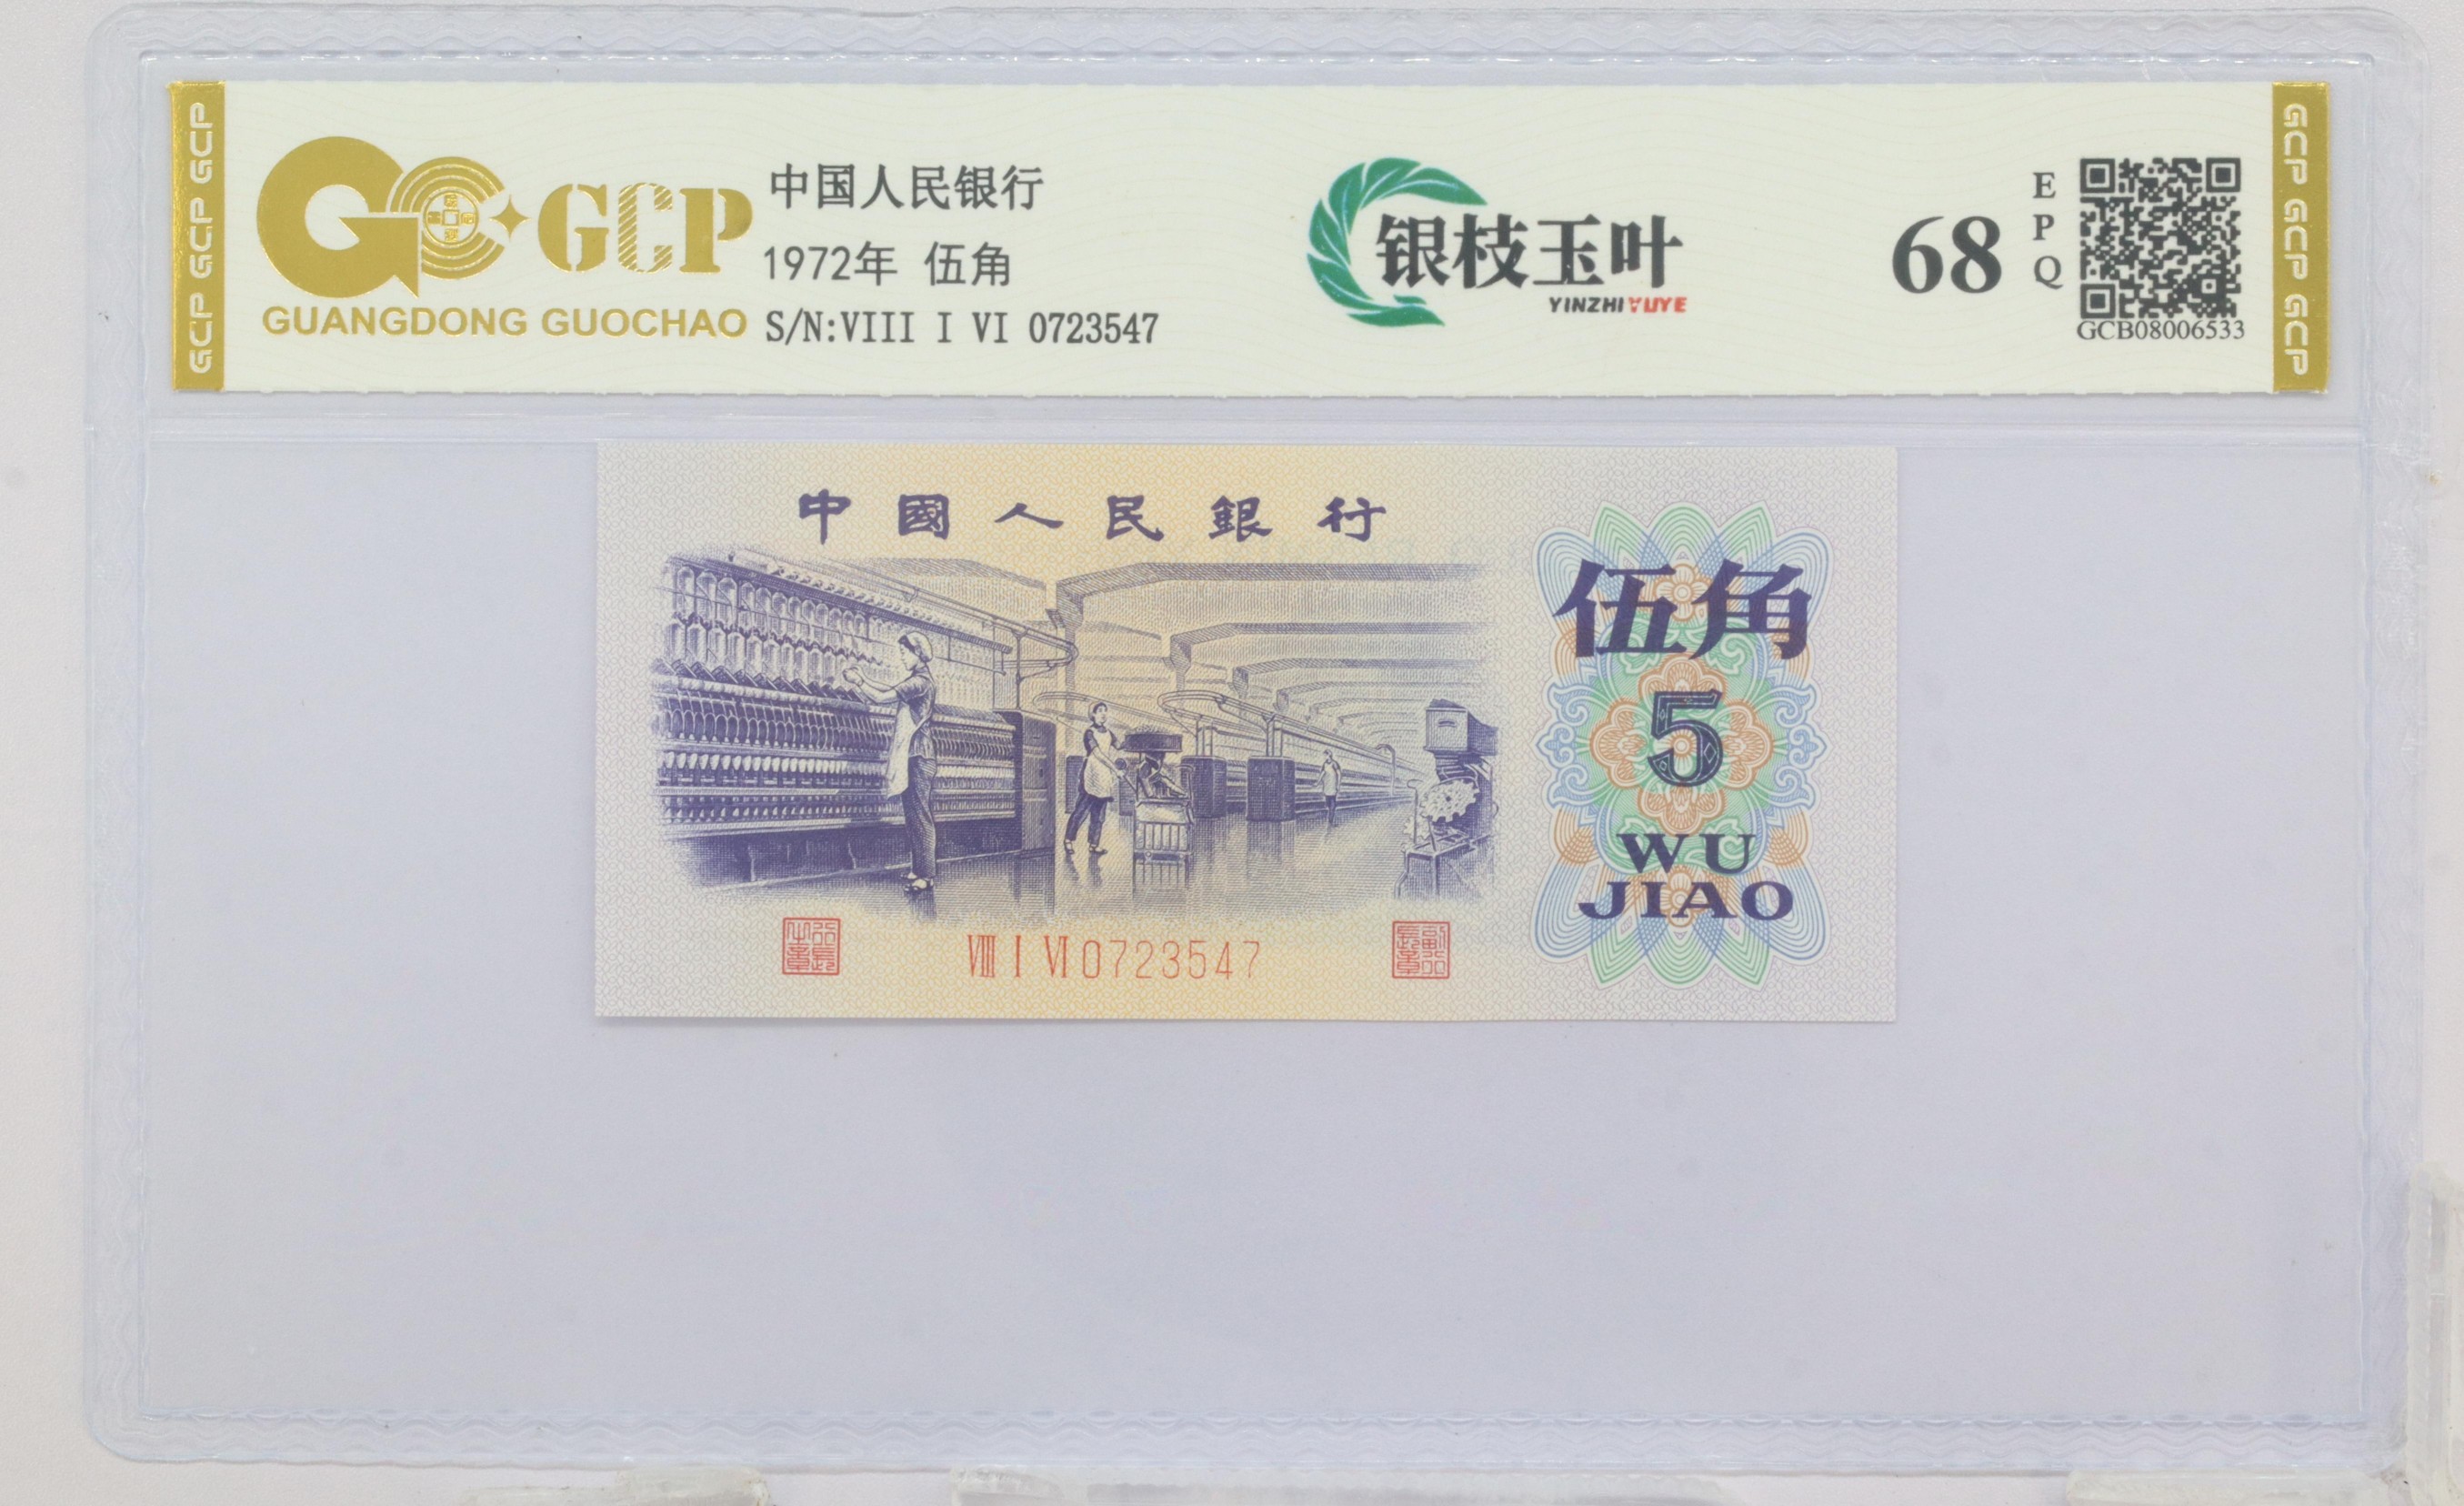 GCP GCP GCP
GCP
GUANGDONG GUOCHAO
中国人民银行
1972年 伍角
S/N:VIII I VI 0723547
银枝玉叶
YINZHIYUYE
68
EPQ
GCB08006533
GCP GCP GCP
中國人民銀行
伍角
5
WU
JIAO
VIII I VI 0723547